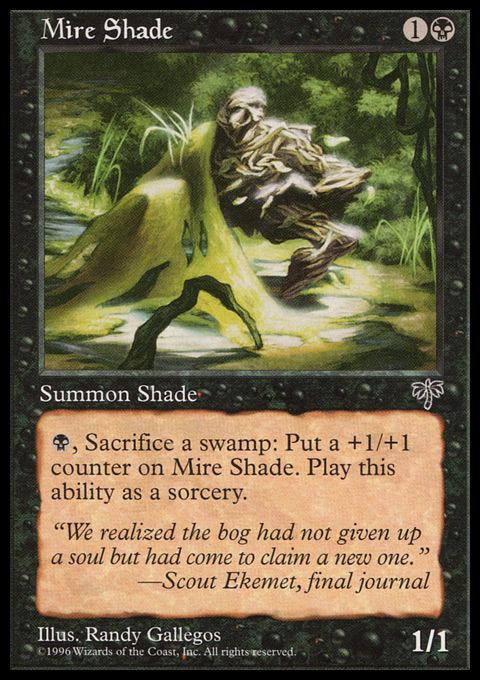 Mire Shade 1
Summon Shade
, Sacrifice a swamp: Put a +1/+1
counter on Mire Shade. Play this
ability as a sorcery.
“We realized the bog had not given up
a soul but had come to claim a new one.”
—Scout Ekemet, final journal
Illus. Randy Gallegos
©1996 Wizards of the Coast, Inc. All rights reserved.
1/1